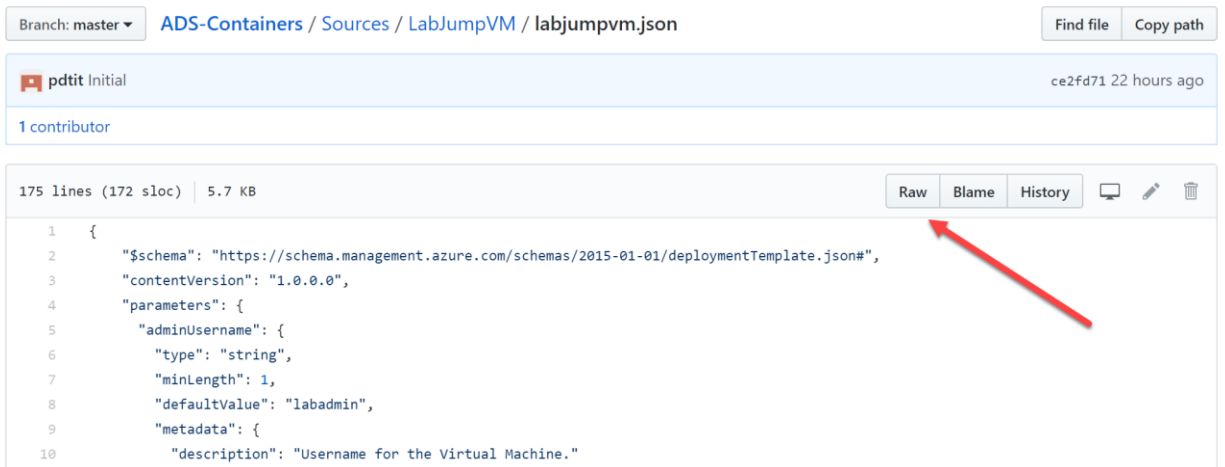 Branch: master ADS-Containers / Sources / LabJumpVM / labjumpvm.json Find file Copy path
pdtit Initial ce2fd71 22 hours ago
1 contributor
175 lines (172 sloc) 5.7 KB Raw Blame History
1 {
2 "$schema": "https://schema.management.azure.com/schemas/2015-01-01/deploymentTemplate.json#",
3 "contentVersion": "1.0.0.0",
4 "parameters": {
5 "adminUsername": {
6 "type": "string",
7 "minLength": 1,
8 "defaultValue": "labadmin",
9 "metadata": {
10 "description": "Username for the Virtual Machine."